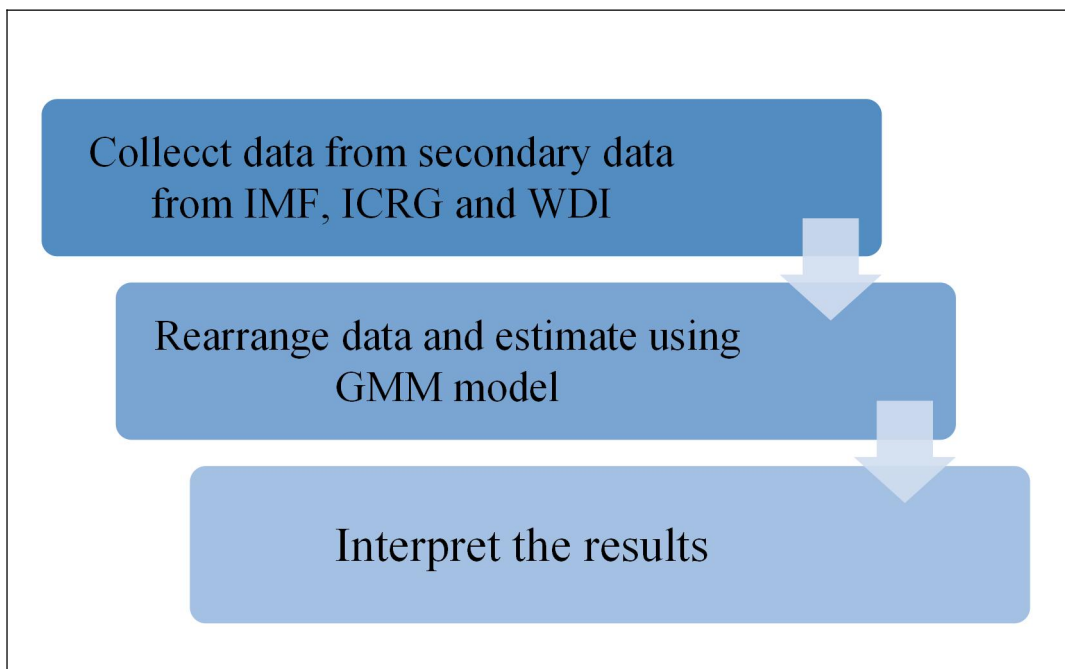 Collecct data from secondary data
from IMF, ICRG and WDI
Rearrange data and estimate using
GMM model
Interpret the results